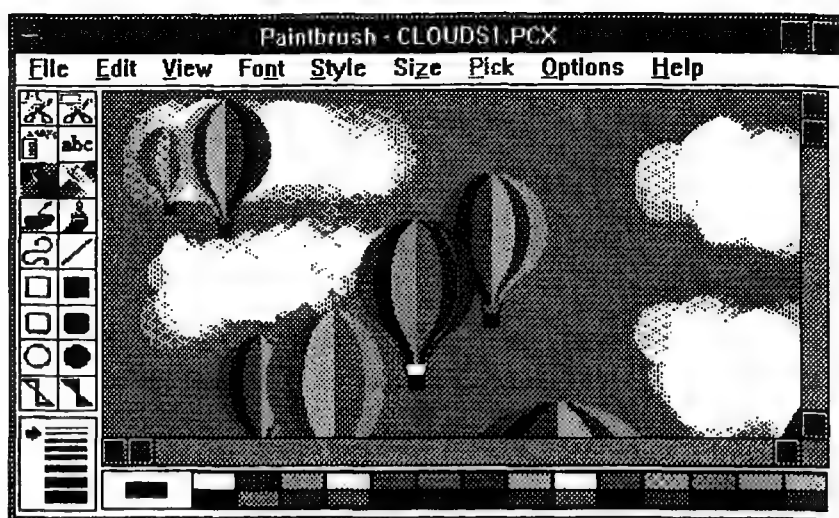 Paintbrush - CLOUDS1.PCX
File Edit View Font Style Size Pick Options Help
abc